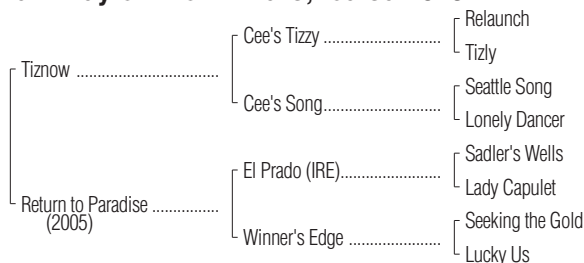 Relaunch
Cee's Tizzy ..............................
Tizly
Tiznow .....................................
Seattle Song
Cee's Song.........................
Lonely Dancer
Sadler's Wells
El Prado (IRE)......................
Lady Capulet
Return to Paradise .................
(2005)
Seeking the Gold
Winner's Edge .....................
Lucky Us